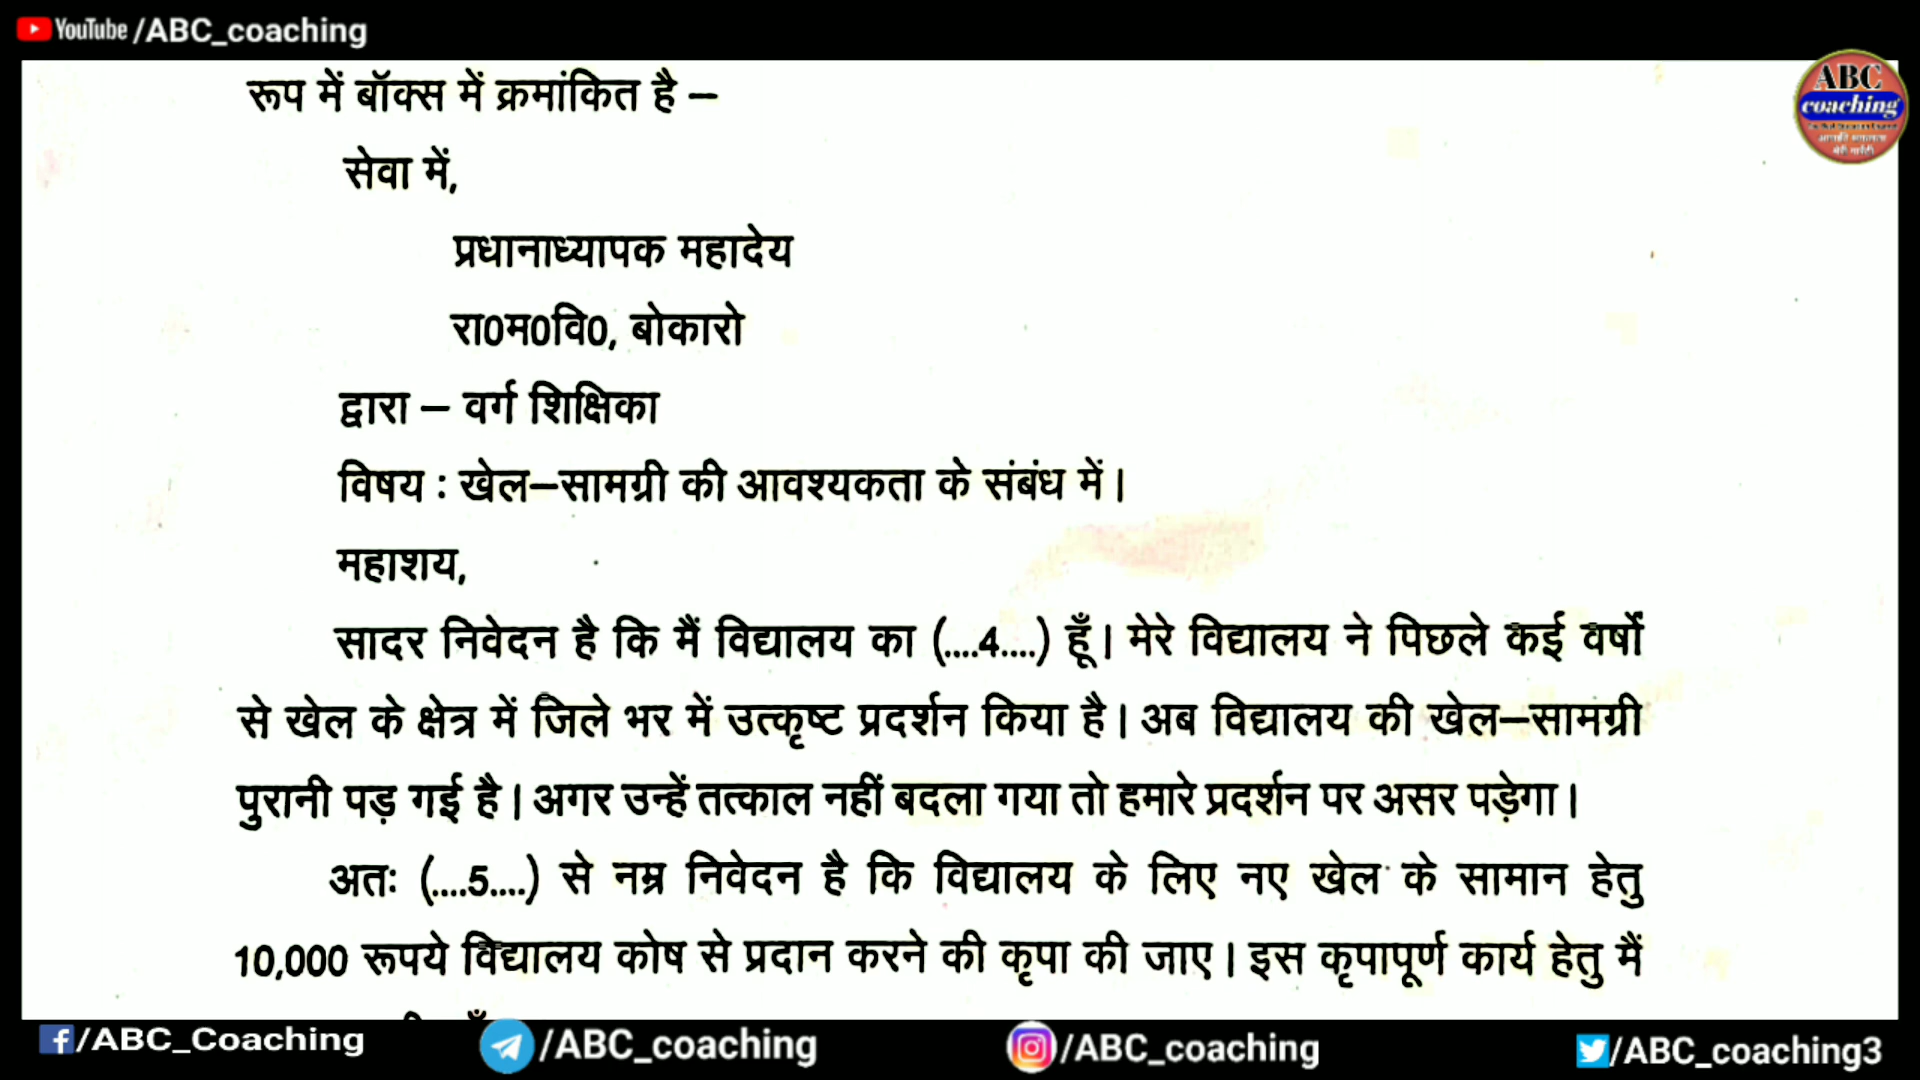 YouTube /ABC_coaching
ABC
coaching
रूप में बॉक्स में क्रमांकित है –
सेवा में,
प्रधानाध्यापक महादेय
रा0म0वि0, बोकारो
द्वारा – वर्ग शिक्षिका
विषय : खेल–सामग्री की आवश्यकता के संबंध में।
महाशय,
सादर निवेदन है कि मैं विद्यालय का (....4....) हूँ। मेरे विद्यालय ने पिछले कई वर्षों
से खेल के क्षेत्र में जिले भर में उत्कृष्ट प्रदर्शन किया है। अब विद्यालय की खेल–सामग्री
पुरानी पड़ गई है। अगर उन्हें तत्काल नहीं बदला गया तो हमारे प्रदर्शन पर असर पड़ेगा।
अतः (....5....) से नम्र निवेदन है कि विद्यालय के लिए नए खेल के सामान हेतु
10,000 रूपये विद्यालय कोष से प्रदान करने की कृपा की जाए। इस कृपापूर्ण कार्य हेतु मैं
/ABC_Coaching
/ABC_coaching
/ABC_coaching
/ABC_coaching3